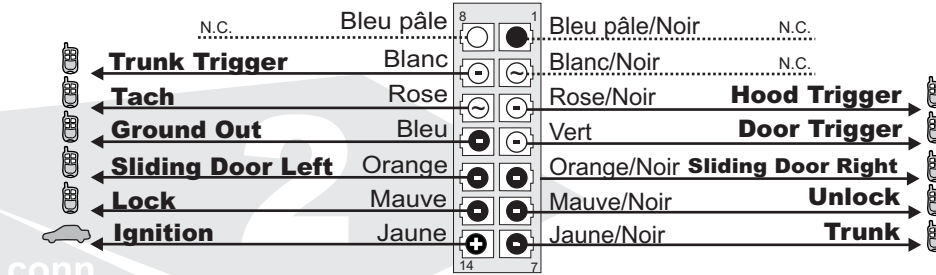 8 1
N.C. Bleu pâle Bleu pâle/Noir N.C.
Trunk Trigger Blanc - ~ Blanc/Noir N.C.
Tach Rose ~ - Rose/Noir Hood Trigger
Ground Out Bleu - - Vert Door Trigger
Sliding Door Left Orange - - Orange/Noir Sliding Door Right
Lock Mauve - - Mauve/Noir Unlock
Ignition Jaune + - Jaune/Noir Trunk
14 7
2
conn